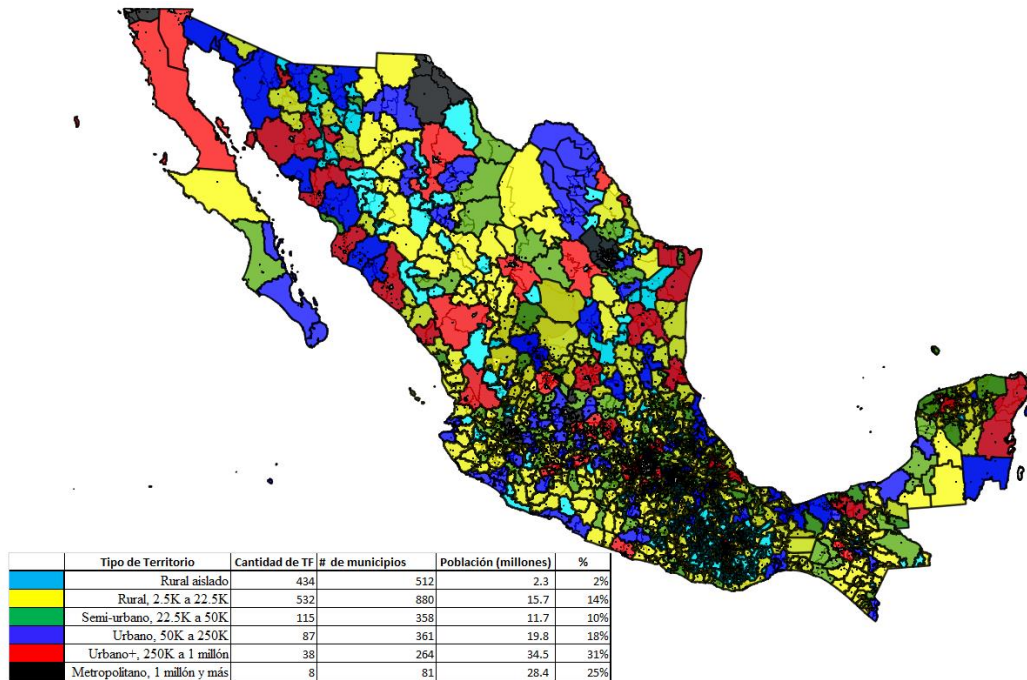 Tipo de Territorio Cantidad de TF # de municipios Población (millones) %
Rural aislado 434 512 2.3 2%
Rural, 2.5K a 22.5K 532 880 15.7 14%
Semi-urbano, 22.5K a 50K 115 358 11.7 10%
Urbano, 50K a 250K 87 361 19.8 18%
Urbano+, 250K a 1 millón 38 264 34.5 31%
Metropolitano, 1 millón y más 8 81 28.4 25%